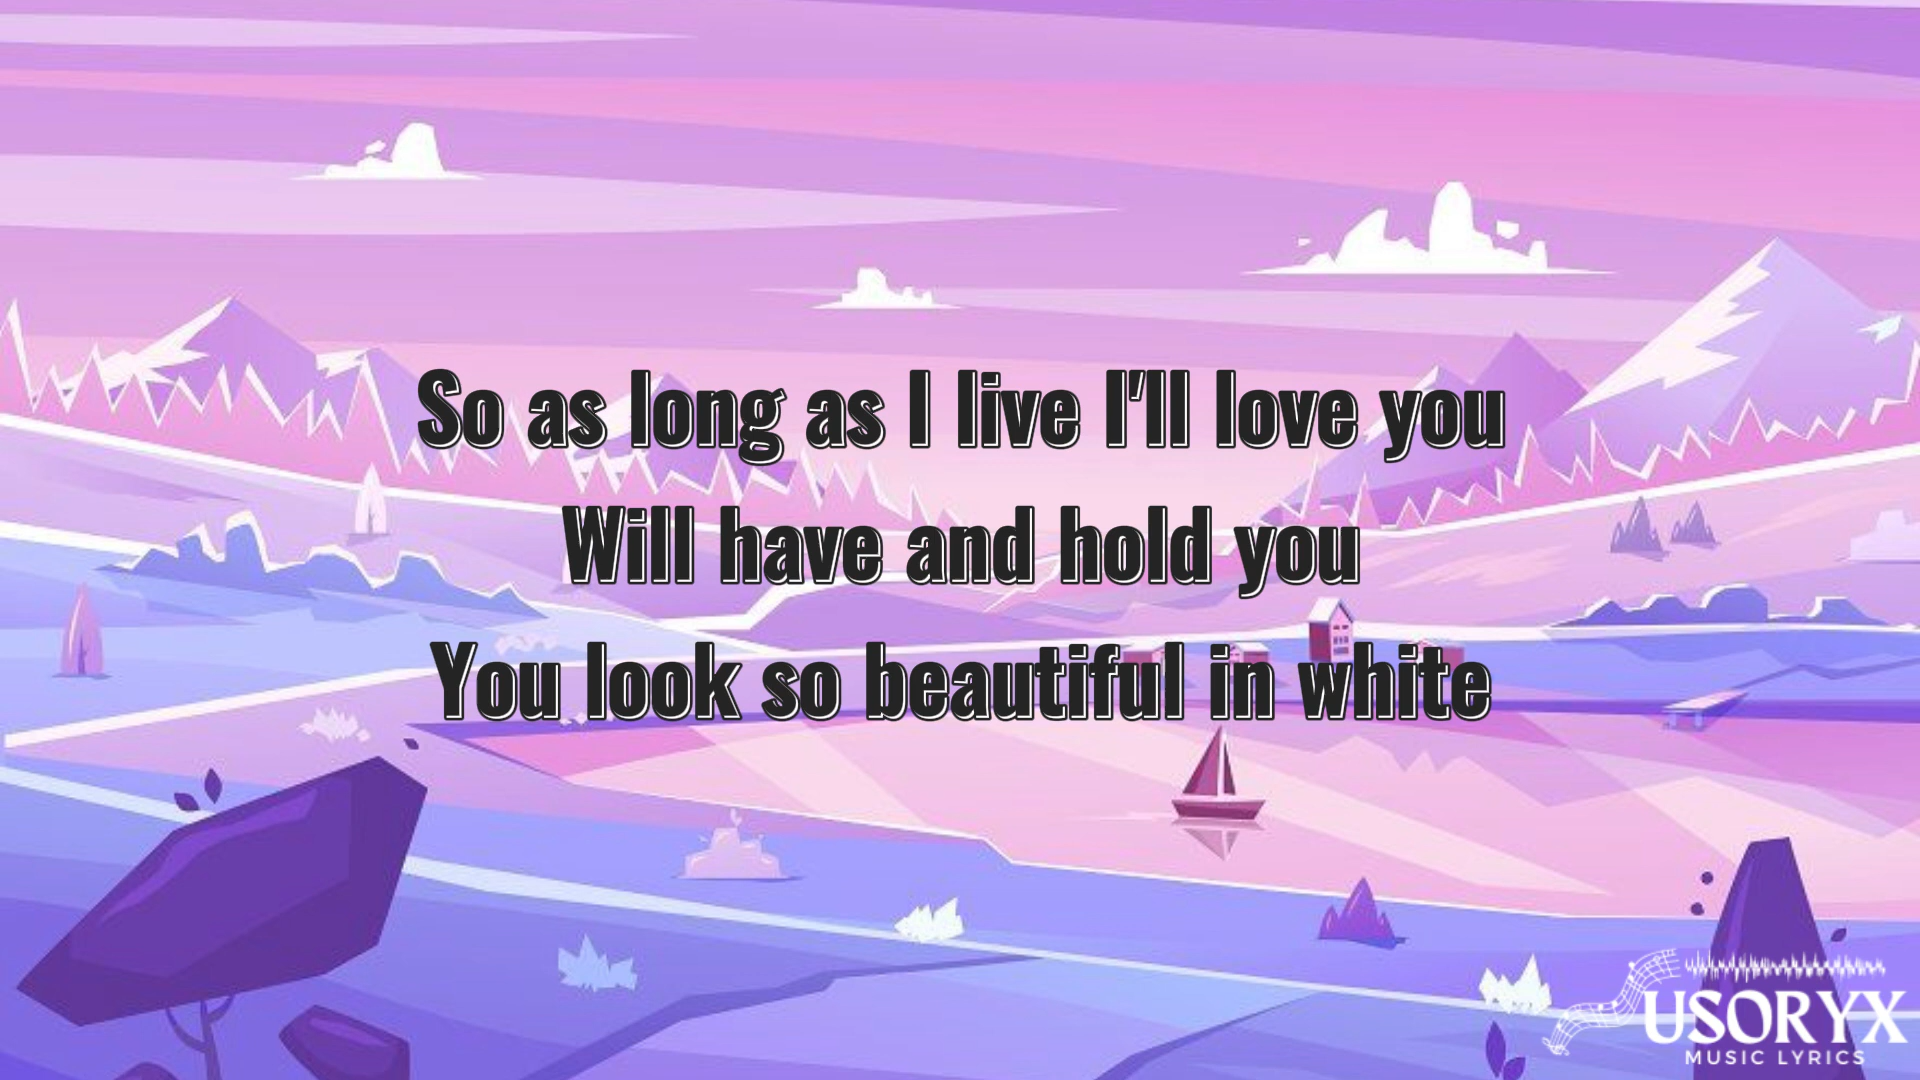 So as long as I live I'll love you
Will have and hold you
You look so beautiful in white
USORYX
MUSIC LYRICS